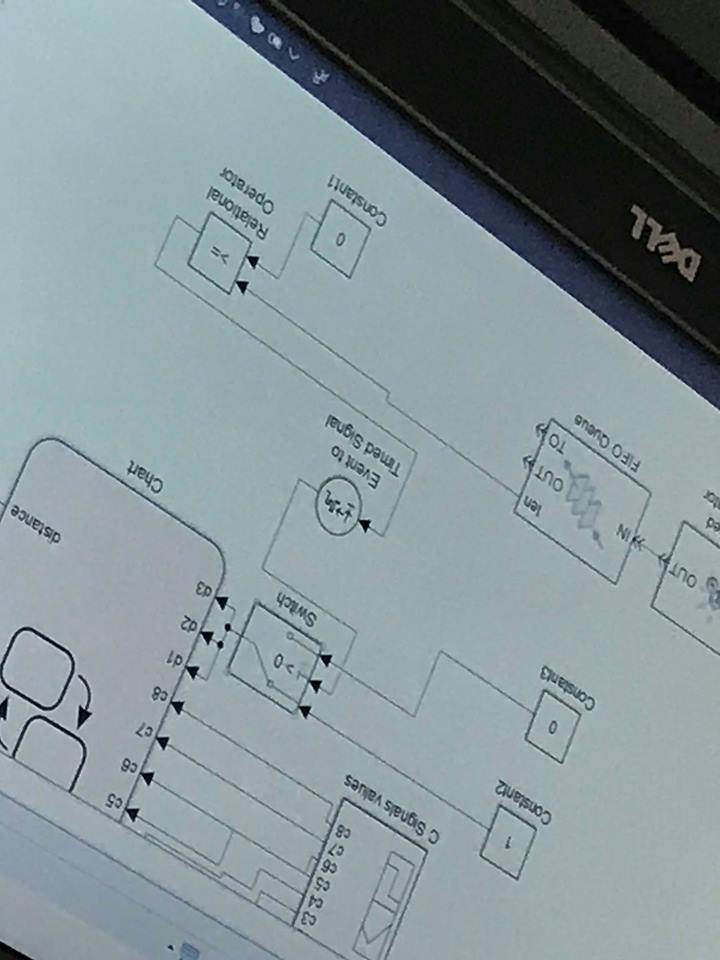 c3
c4
c5
c6
c7
c8
C Signals values
1
Constant2
0
Constant3
>0
Switch
c5
c6
c7
c8
d1
d2
d3
distance
Chart
OUT
IN
len
OUT
TO
FIFO Queue
Event to
Timed Signal
>=
Relational
Operator
0
Constant1
DELL